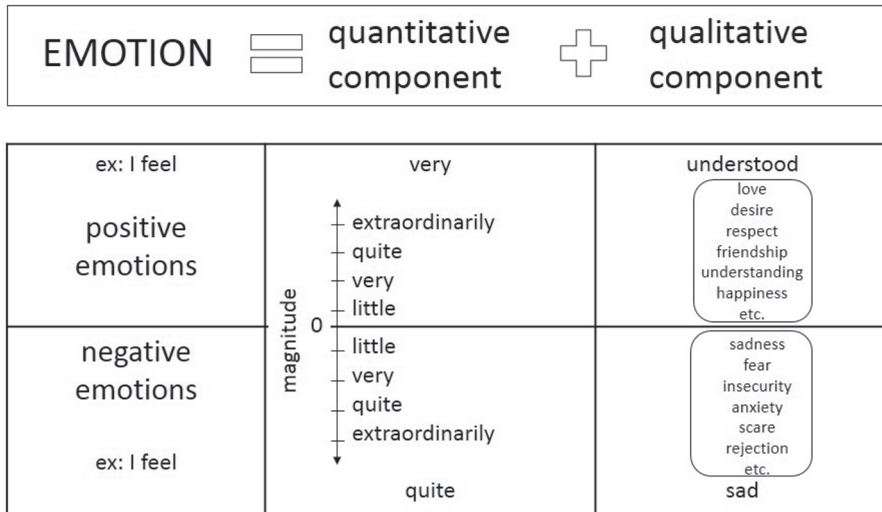 EMOTION = quantitative component + qualitative component
ex: I feel very understood
positive emotions
magnitude
extraordinarily
quite
very
little
0
love
desire
respect
friendship
understanding
happiness
etc.
negative emotions
little
very
quite
extraordinarily
sadness
fear
insecurity
anxiety
scare
rejection
etc.
ex: I feel quite sad